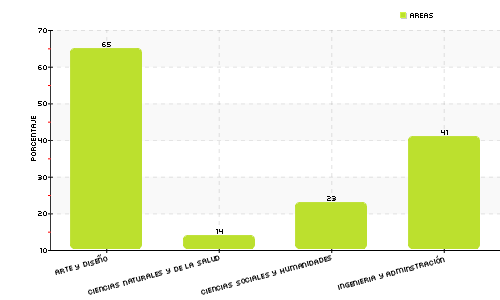 AREAS
PORCENTAJE
70
60
50
40
30
20
10
65
14
23
41
ARTE Y DISEÑO
CIENCIAS NATURALES Y DE LA SALUD
CIENCIAS SOCIALES Y HUMANIDADES
INGENIERIA Y ADMINSTRACIÓN